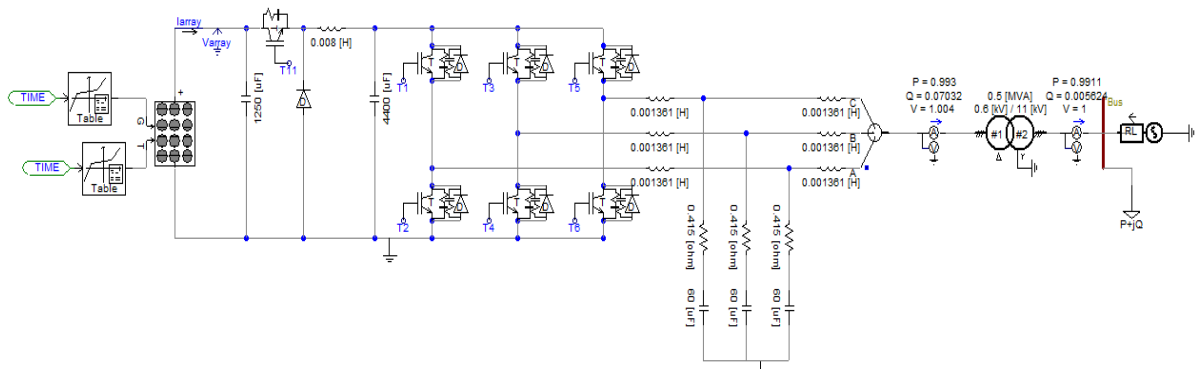 TIME
TIME
Table
Table
G
T
+
Iarray
Varray
1250 [uF]
T11
D
0.008 [H]
4400 [uF]
T1
T
D
T3
T
D
T5
T
D
T2
T
D
T4
T
D
T6
T
D
0.001361 [H]
0.001361 [H]
0.001361 [H]
0.415 [ohm]
0.415 [ohm]
0.415 [ohm]
60 [uF]
60 [uF]
60 [uF]
C
0.001361 [H]
B
0.001361 [H]
A
0.001361 [H]
P = 0.993
Q = 0.07032
V = 1.004
A
V
0.5 [MVA]
0.6 [kV] / 11 [kV]
#1
#2
Δ
Y
P = 0.9911
Q = 0.005624
V = 1
A
V
Bus
RL
P+jQ